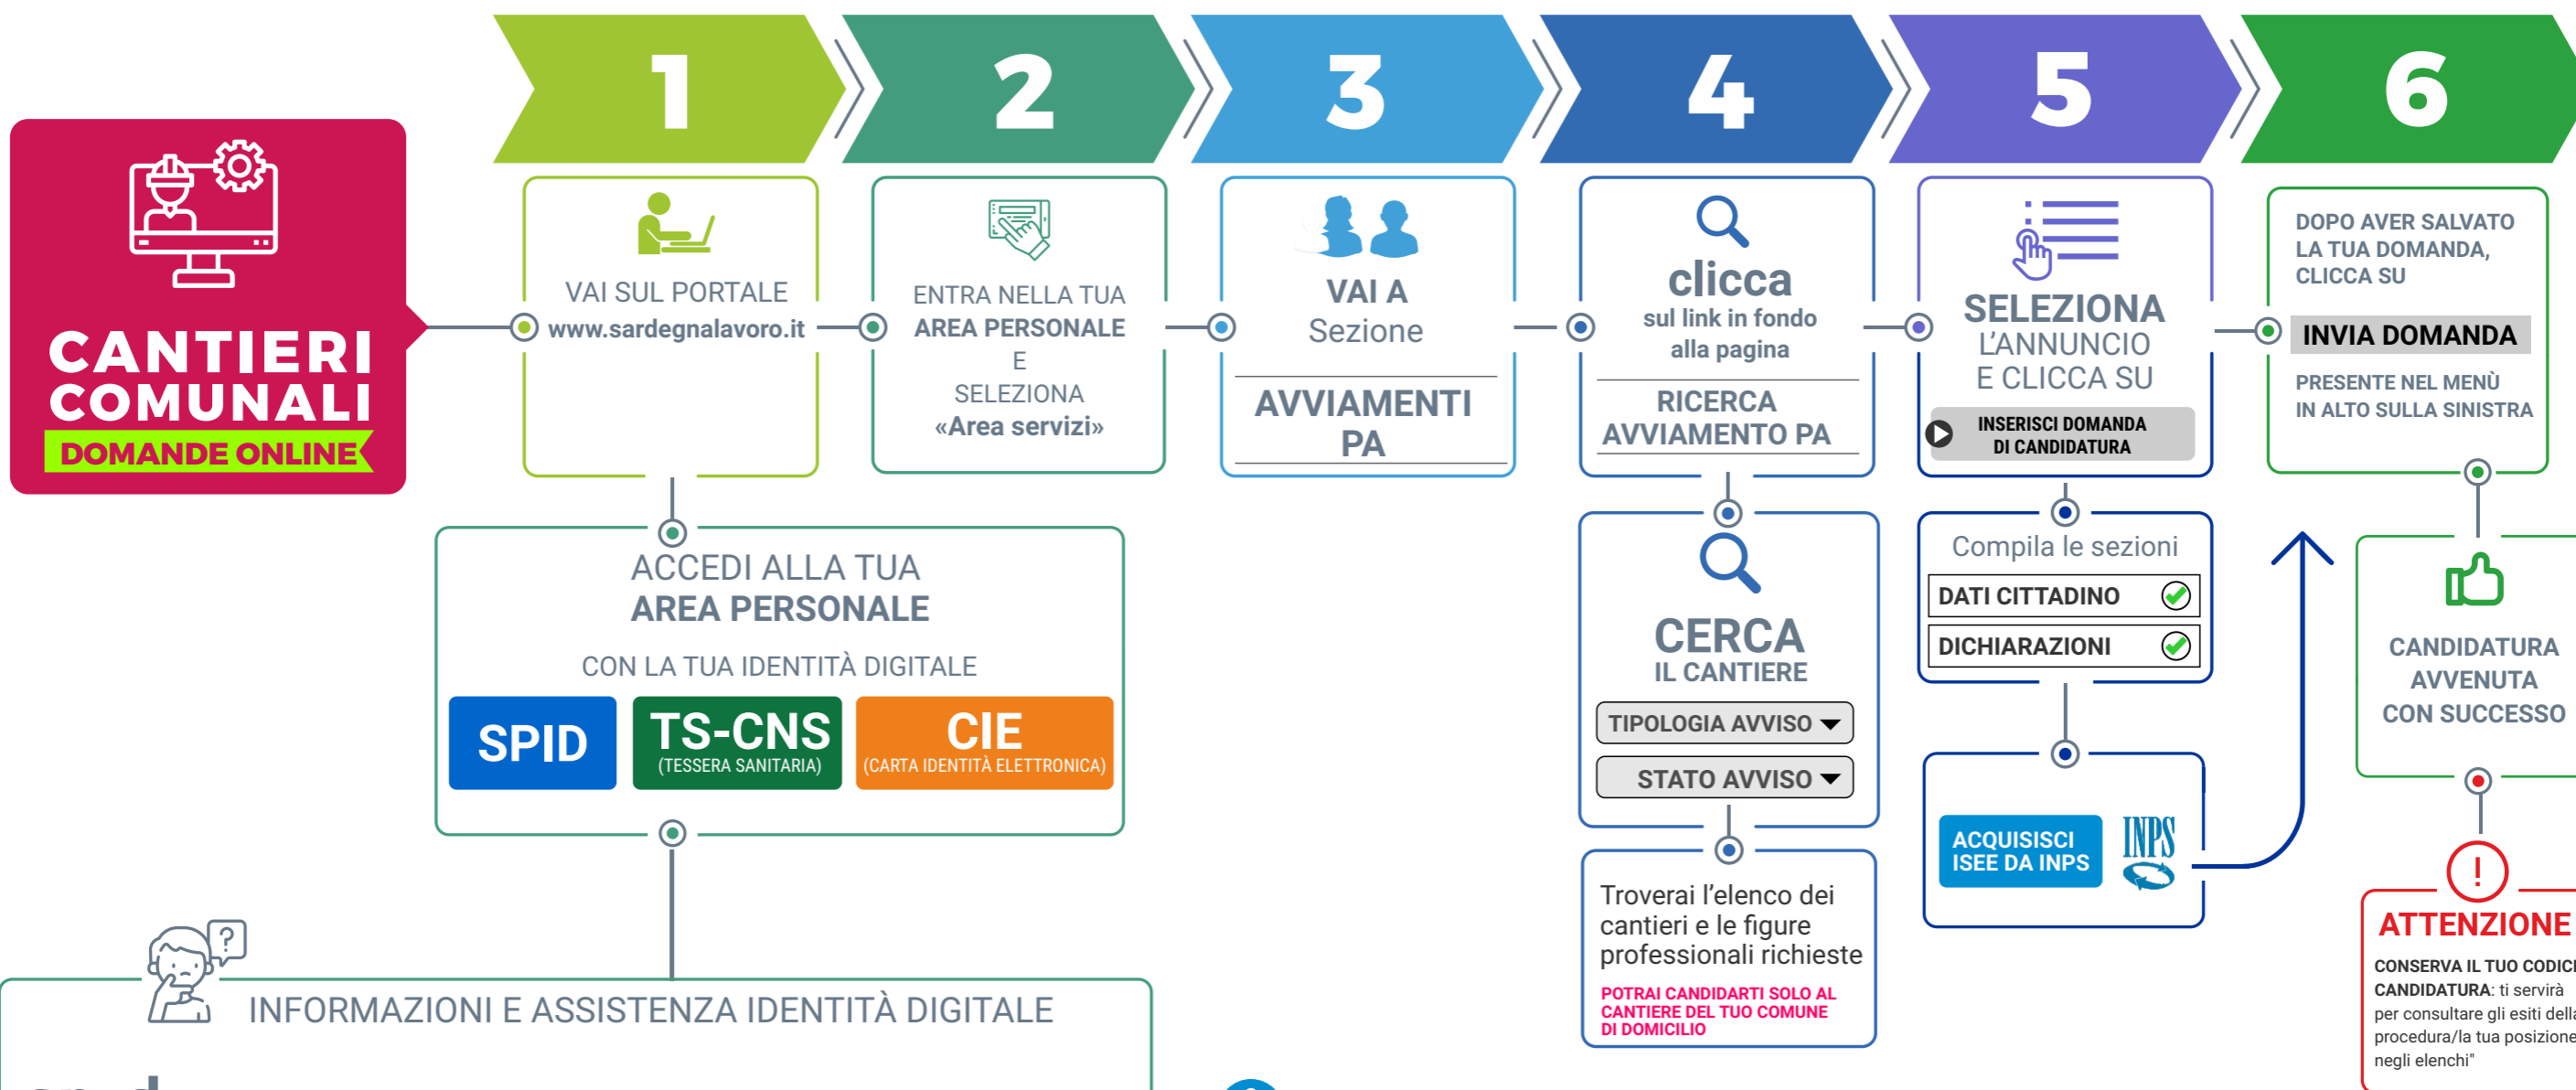 1
2
3
4
5
6
CANTIERI
COMUNALI
DOMANDE ONLINE
VAI SUL PORTALE
www.sardegnalavoro.it
ACCEDI ALLA TUA
AREA PERSONALE
CON LA TUA IDENTITÀ DIGITALE
SPID
TS-CNS
(TESSERA SANITARIA)
CIE
(CARTA IDENTITÀ ELETTRONICA)
INFORMAZIONI E ASSISTENZA IDENTITÀ DIGITALE
ENTRA NELLA TUA
AREA PERSONALE
E
SELEZIONA
«Area servizi»
VAI A
Sezione
AVVIAMENTI
PA
clicca
sul link in fondo
alla pagina
RICERCA
AVVIAMENTO PA
CERCA
IL CANTIERE
TIPOLOGIA AVVISO
STATO AVVISO
Troverai l'elenco dei
cantieri e le figure
professionali richieste
POTRAI CANDIDARTI SOLO AL
CANTIERE DEL TUO COMUNE
DI DOMICILIO
SELEZIONA
L'ANNUNCIO
E CLICCA SU
INSERISCI DOMANDA
DI CANDIDATURA
Compila le sezioni
DATI CITTADINO
DICHIARAZIONI
ACQUISISCI
ISEE DA INPS
INPS
DOPO AVER SALVATO
LA TUA DOMANDA,
CLICCA SU
INVIA DOMANDA
PRESENTE NEL MENÙ
IN ALTO SULLA SINISTRA
CANDIDATURA
AVVENUTA
CON SUCCESSO
!
ATTENZIONE
CONSERVA IL TUO CODIC
CANDIDATURA: ti servirà
per consultare gli esiti della
procedura/la tua posizione
negli elenchi"